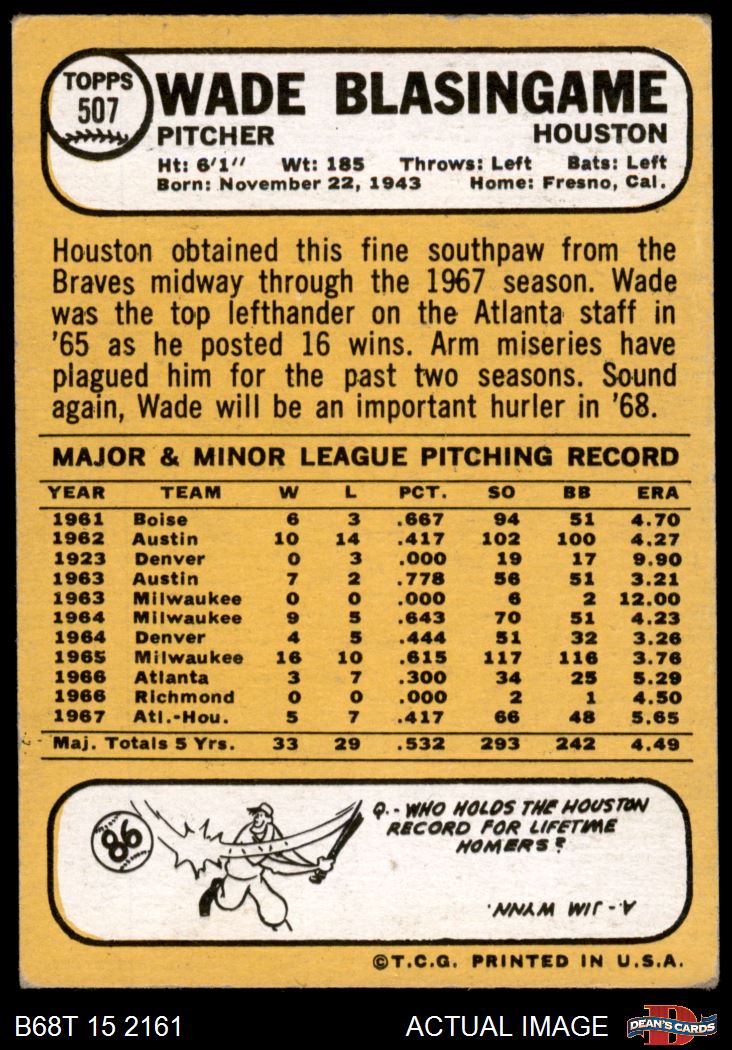 TOPPS
507
WADE BLASINGAME
PITCHER HOUSTON
Ht: 6'1" Wt: 185 Throws: Left Bats: Left
Born: November 22, 1943 Home: Fresno, Cal.
Houston obtained this fine southpaw from the
Braves midway through the 1967 season. Wade
was the top lefthander on the Atlanta staff in
'65 as he posted 16 wins. Arm miseries have
plagued him for the past two seasons. Sound
again, Wade will be an important hurler in '68.
MAJOR & MINOR LEAGUE PITCHING RECORD
YEAR TEAM W L PCT. SO BB ERA
1961 Boise 6 3 .667 94 51 4.70
1962 Austin 10 14 .417 102 100 4.27
1923 Denver 0 3 .000 19 17 9.90
1963 Austin 7 2 .778 56 51 3.21
1963 Milwaukee 0 0 .000 6 2 12.00
1964 Milwaukee 9 5 .643 70 51 4.23
1964 Denver 4 5 .444 51 32 3.26
1965 Milwaukee 16 10 .615 117 116 3.76
1966 Atlanta 3 7 .300 34 25 5.29
1966 Richmond 0 0 .000 2 1 4.50
1967 Atl.-Hou. 5 7 .417 66 48 5.65
Maj. Totals 5 Yrs. 33 29 .532 293 242 4.49
86
Q.- WHO HOLDS THE HOUSTON
RECORD FOR LIFETIME
HOMERS?
A.- JIM WYNN.
©T.C.G. PRINTED IN U.S.A.
B68T 15 2161 ACTUAL IMAGE
D
DEAN'S CARDS